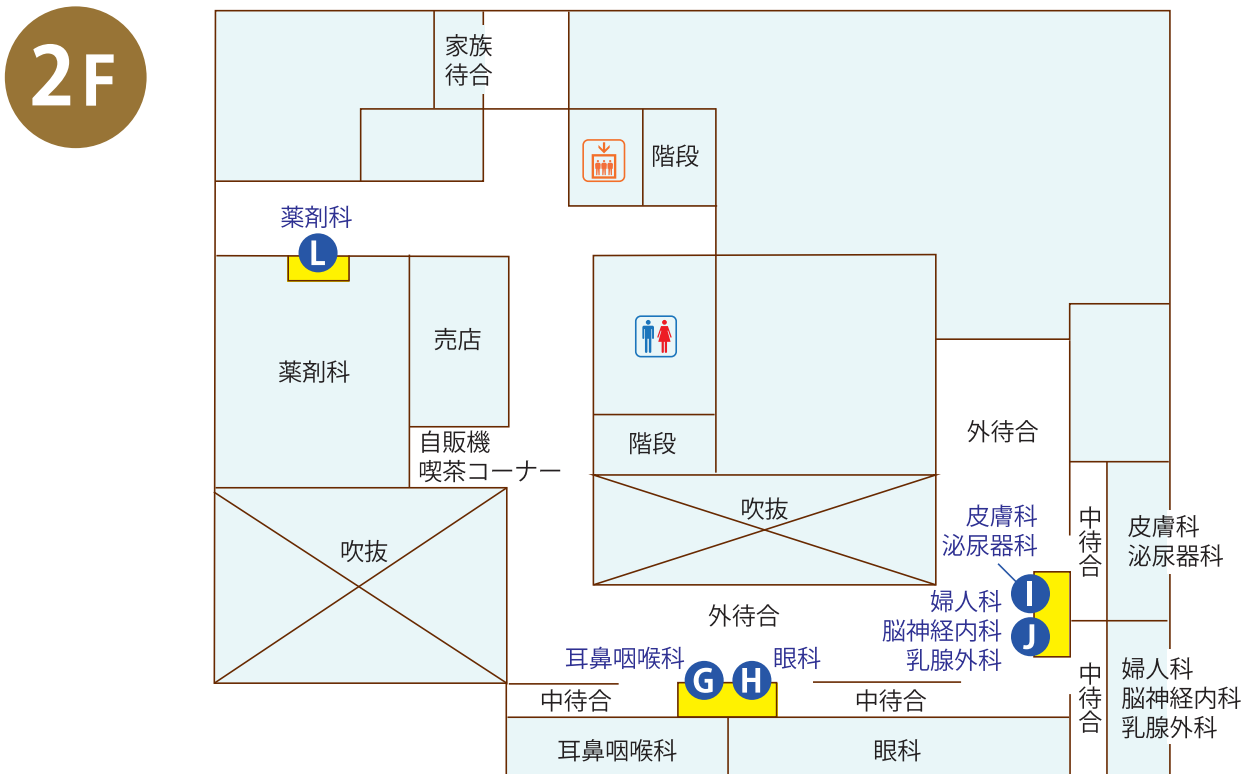 2F
家族
待合
階段
薬剤科
L
売店
薬剤科
自販機
喫茶コーナー
階段
外待合
吹抜
吹抜
皮膚科
泌尿器科
中待合
皮膚科
泌尿器科
I
婦人科
脳神経内科
乳腺外科
J
外待合
耳鼻咽喉科
G
H
眼科
中待合
中待合
中待合
婦人科
脳神経内科
乳腺外科
耳鼻咽喉科
眼科